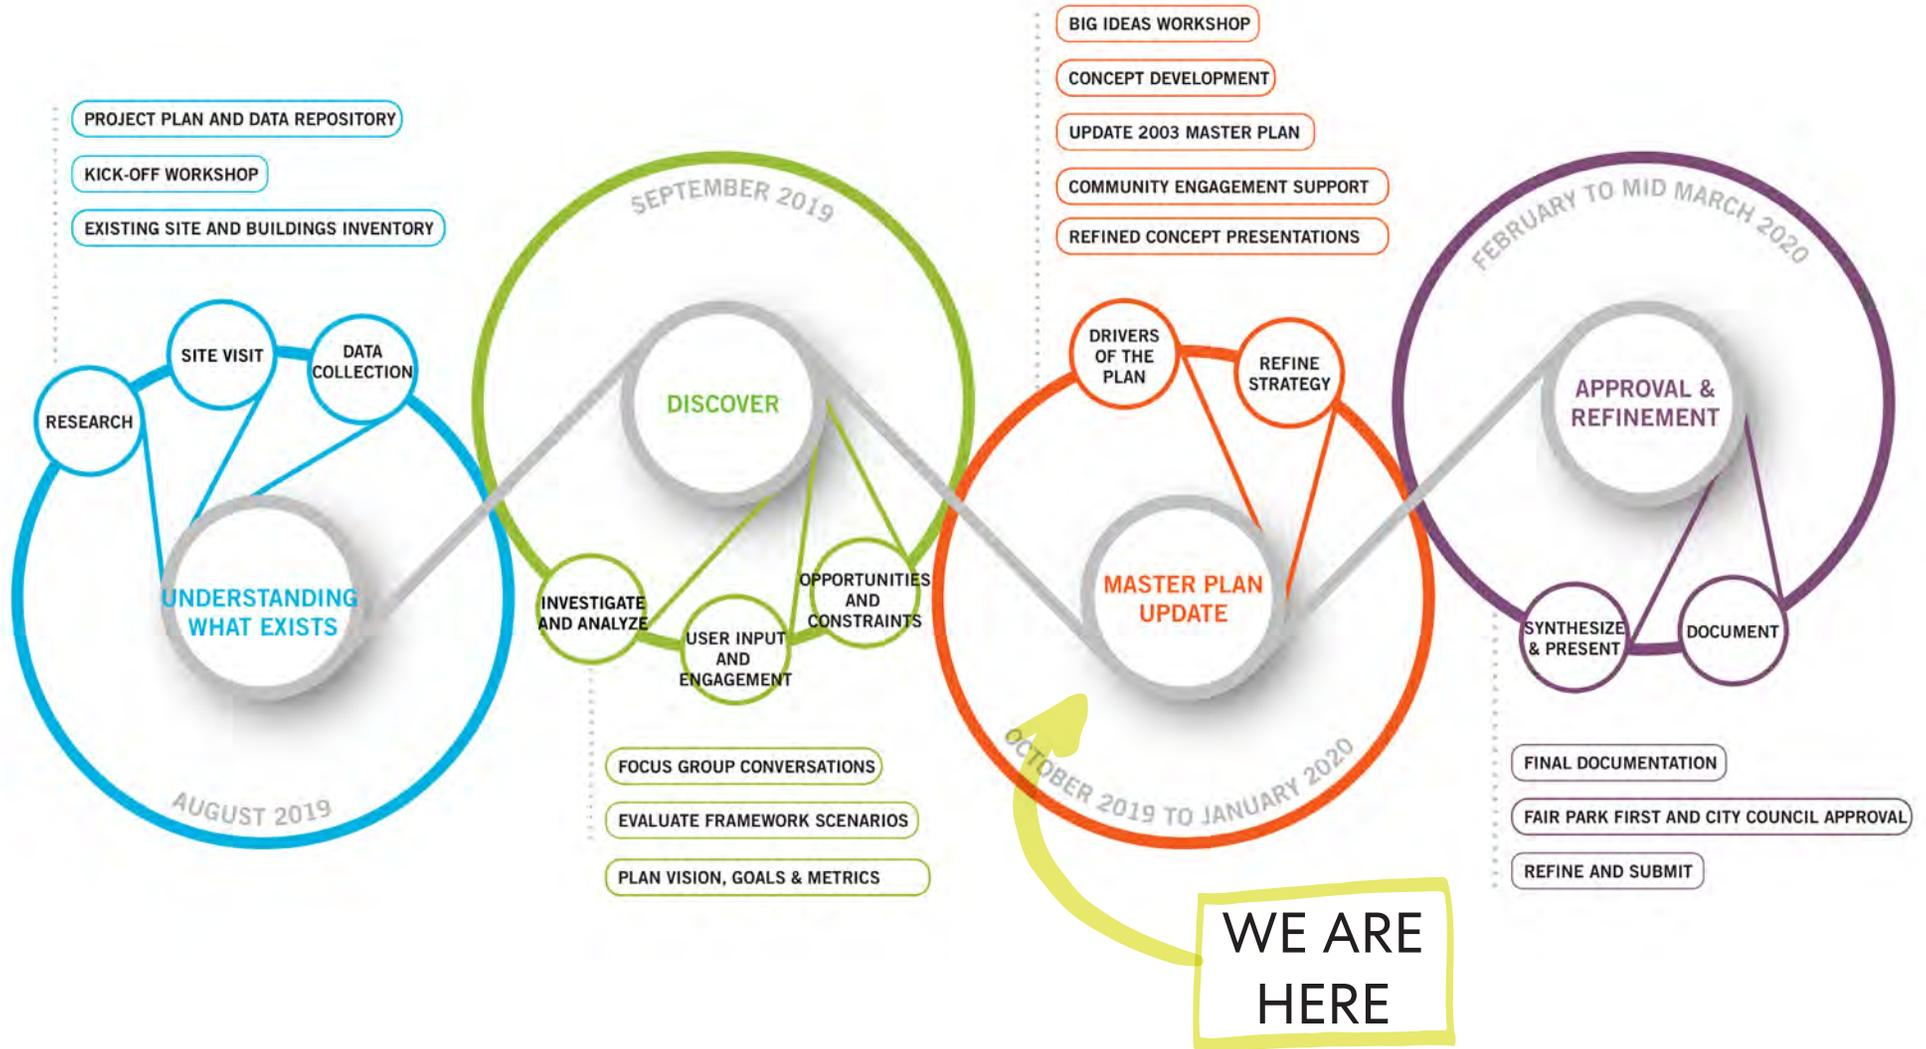 PROJECT PLAN AND DATA REPOSITORY
KICK-OFF WORKSHOP
EXISTING SITE AND BUILDINGS INVENTORY
RESEARCH
SITE VISIT
DATA
COLLECTION
UNDERSTANDING
WHAT EXISTS
AUGUST 2019
SEPTEMBER 2019
DISCOVER
INVESTIGATE
AND ANALYZE
USER INPUT
AND
ENGAGEMENT
OPPORTUNITIES
AND
CONSTRAINTS
FOCUS GROUP CONVERSATIONS
EVALUATE FRAMEWORK SCENARIOS
PLAN VISION, GOALS & METRICS
BIG IDEAS WORKSHOP
CONCEPT DEVELOPMENT
UPDATE 2003 MASTER PLAN
COMMUNITY ENGAGEMENT SUPPORT
REFINED CONCEPT PRESENTATIONS
DRIVERS
OF THE
PLAN
REFINE
STRATEGY
MASTER PLAN
UPDATE
OCTOBER 2019 TO JANUARY 2020
WE ARE
HERE
FEBRUARY TO MID MARCH 2020
APPROVAL &
REFINEMENT
SYNTHESIZE
& PRESENT
DOCUMENT
FINAL DOCUMENTATION
FAIR PARK FIRST AND CITY COUNCIL APPROVAL
REFINE AND SUBMIT